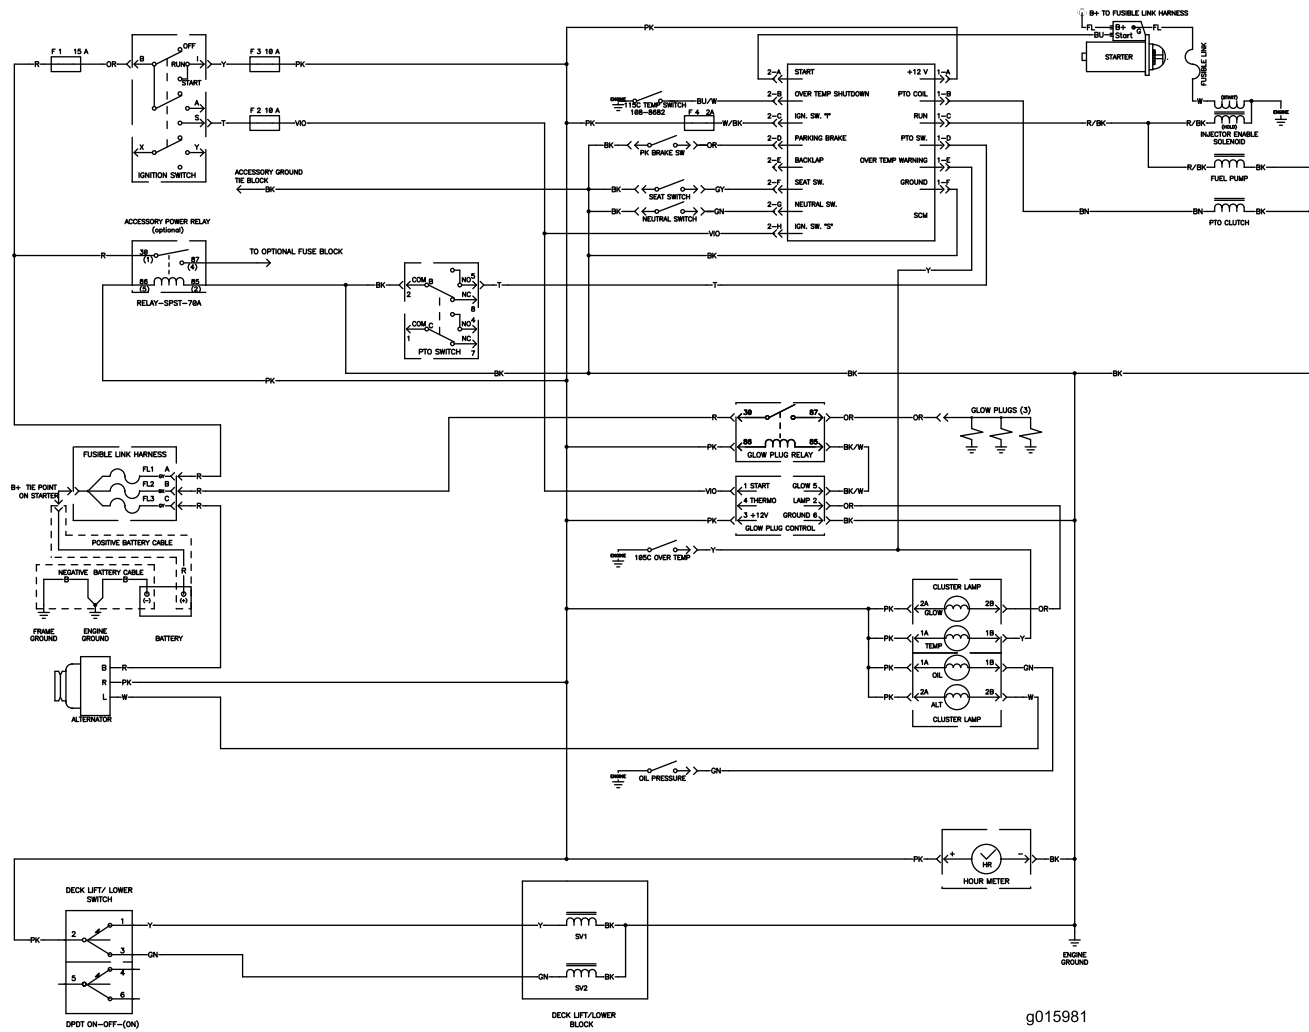 PK
B+ TO FUSIBLE LINK HARNESS
FL
BU
B+
G
Start
FL
STARTER
FUSIBLE LINK
F 1 15 A
R
OR
B
OFF
RUN
I
START
A
S
X
Y
IGNITION SWITCH
Y
F 3 10 A
PK
T
F 2 10 A
VIO
2-A START +12 V 1-A
2-B OVER TEMP SHUTDOWN PTO COIL 1-B
2-C IGN. SW. "I" RUN 1-C
2-D PARKING BRAKE PTO SW. 1-D
2-E BACKLAP OVER TEMP WARNING 1-E
2-F SEAT SW. GROUND 1-F
2-G NEUTRAL SW.
SCM
2-H IGN. SW. "S"
ENGINE
115C TEMP SWITCH
108-8682
BU/W
PK
F 4 2A
W/BK
BK
PK BRAKE SW
OR
BK
SEAT SWITCH
GY
BK
NEUTRAL SWITCH
GN
VIO
BK
Y
T
W
(START)
(HOLD)
ENGINE
R/BK
R/BK
INJECTOR ENABLE
SOLENOID
R/BK
BK
FUEL PUMP
BN
BN
BK
PTO CLUTCH
ACCESSORY GROUND
TIE BLOCK
BK
ACCESSORY POWER RELAY
(optional)
R
30
(1)
87
(4)
86
(5)
85
(2)
RELAY-SPST-70A
TO OPTIONAL FUSE BLOCK
BK
COM B
2
NO 5
NC
8
COM C
1
NO 4
NC
7
PTO SWITCH
T
PK
BK
BK
BK
R
30
87
OR
OR
GLOW PLUGS (3)
PK
86
85
BK/W
GLOW PLUG RELAY
VIO
1 START GLOW 5
BK/W
4 THERMO LAMP 2
OR
PK
3 +12V GROUND 6
BK
GLOW PLUG CONTROL
FUSIBLE LINK HARNESS
FL1 A
GY
R
FL2 B
BK
R
FL3 C
GY
R
B+ TIE POINT
ON STARTER
POSITIVE BATTERY CABLE
R
NEGATIVE BATTERY CABLE
B
B
(-)
(+)
FRAME
GROUND
ENGINE
GROUND
BATTERY
ENGINE
105C OVER TEMP
Y
CLUSTER LAMP
PK
2A
GLOW
2B
OR
PK
1A
TEMP
1B
Y
PK
1A
OIL
1B
GN
PK
2A
ALT
2B
W
CLUSTER LAMP
B
R
R
PK
L
W
ALTERNATOR
ENGINE
OIL PRESSURE
GN
PK
+
HR
-
BK
HOUR METER
DECK LIFT/ LOWER
SWITCH
PK
1
2
3
4
5
6
DPDT ON-OFF-(ON)
Y
GN
Y
SV1
BK
GN
SV2
BK
DECK LIFT/LOWER
BLOCK
ENGINE
GROUND
g015981